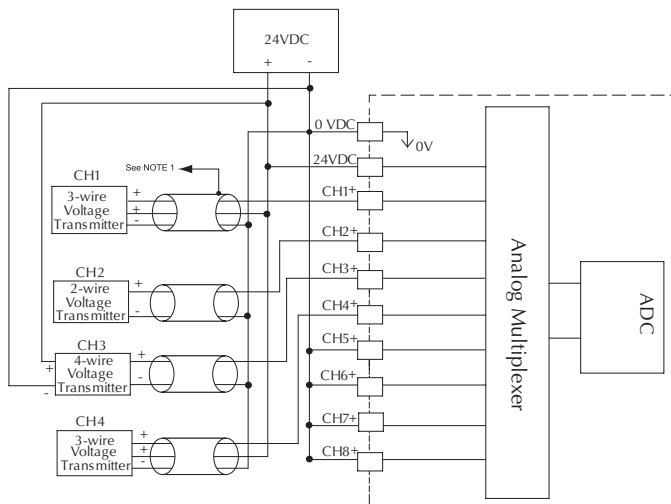 24VDC
+ -
0 VDC
0V
24VDC
See NOTE 1
CH1
3-wire
Voltage
Transmitter
+
+
-
CH1+
CH2+
CH2
2-wire
Voltage
Transmitter
+
-
CH3+
CH4+
CH3
4-wire
Voltage
Transmitter
+
-
+
-
CH5+
CH6+
CH4
3-wire
Voltage
Transmitter
+
+
-
CH7+
CH8+
Analog Multiplexer
ADC